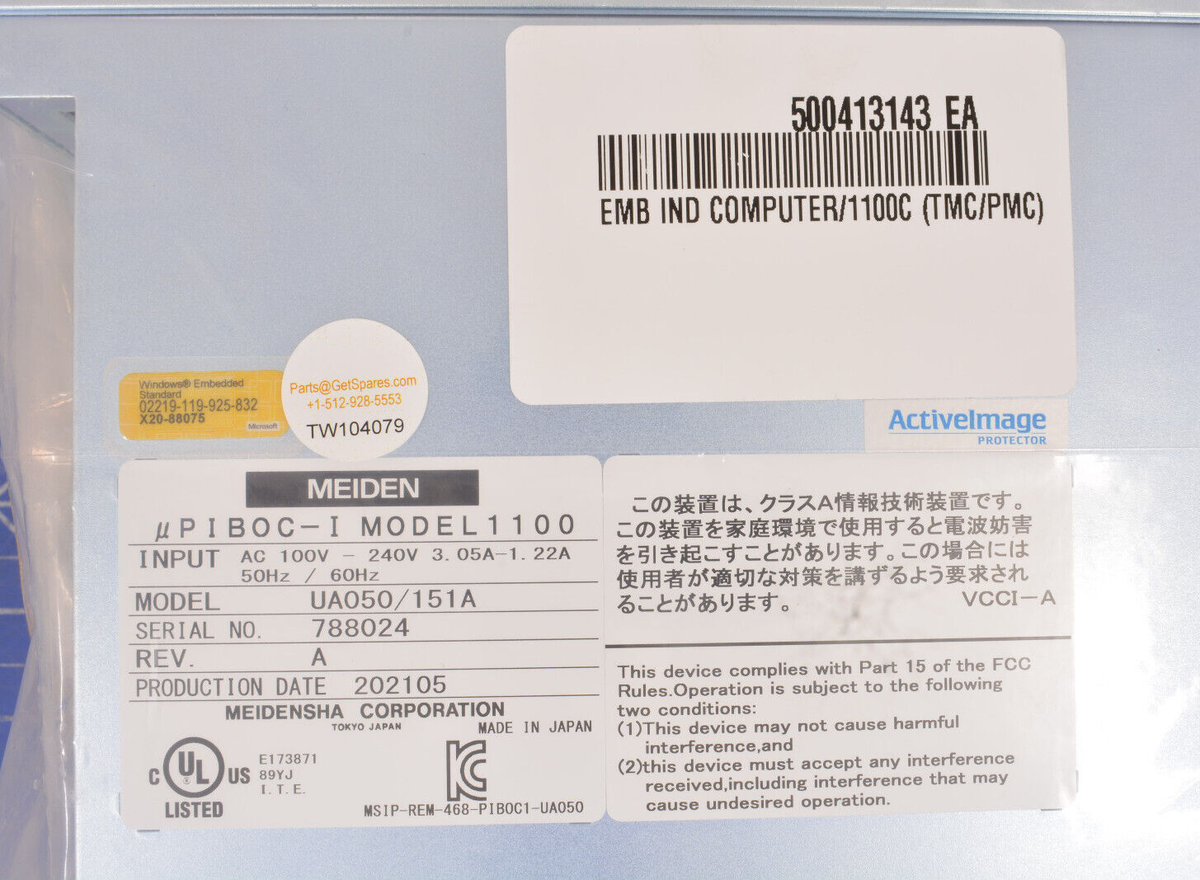 500413143 EA
EMB IND COMPUTER/1100C (TMC/PMC)
Windows® Embedded
Standard
02219-119-925-832
X20-88075
Microsoft
Parts@GetSpares.com
+1-512-928-5553
TW104079
ActiveImage
PROTECTOR
MEIDEN
μPIBOC-I MODEL1100
INPUT AC 100V - 240V 3.05A-1.22A
50Hz / 60Hz
MODEL UA050/151A
SERIAL NO. 788024
REV. A
PRODUCTION DATE 202105
MEIDENSHA CORPORATION
TOKYO JAPAN MADE IN JAPAN
C UL ® US
LISTED
E173871
89YJ
I.T.E.
KC
MSIP-REM-468-PIBOC1-UA050
この装置は、クラスA情報技術装置です。
この装置を家庭環境で使用すると電波妨害
を引き起こすことがあります。この場合には
使用者が適切な対策を講ずるよう要求され
ることがあります。 VCCI-A
This device complies with Part 15 of the FCC
Rules.Operation is subject to the following
two conditions:
(1)This device may not cause harmful
interference,and
(2)this device must accept any interference
received,including interference that may
cause undesired operation.